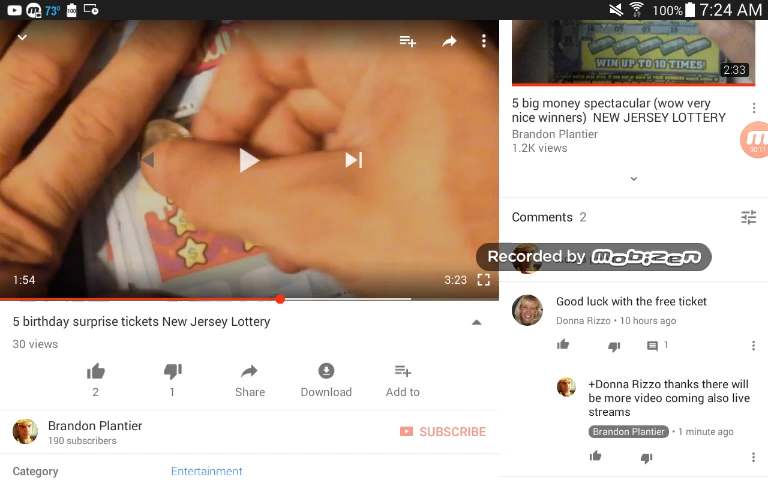 73°
100
100%
7:24 AM
1:54
3:23
5 birthday surprise tickets New Jersey Lottery
30 views
2
1
Share
Download
Add to
Brandon Plantier
190 subscribers
SUBSCRIBE
Category
Entertainment
WIN UP TO 10 TIMES!
2:33
5 big money spectacular (wow very
nice winners) NEW JERSEY LOTTERY
Brandon Plantier
1.2K views
00:11
Comments 2
Recorded by mobizen
Good luck with the free ticket
Donna Rizzo • 10 hours ago
1
+Donna Rizzo thanks there will
be more video coming also live
streams
Brandon Plantier • 1 minute ago